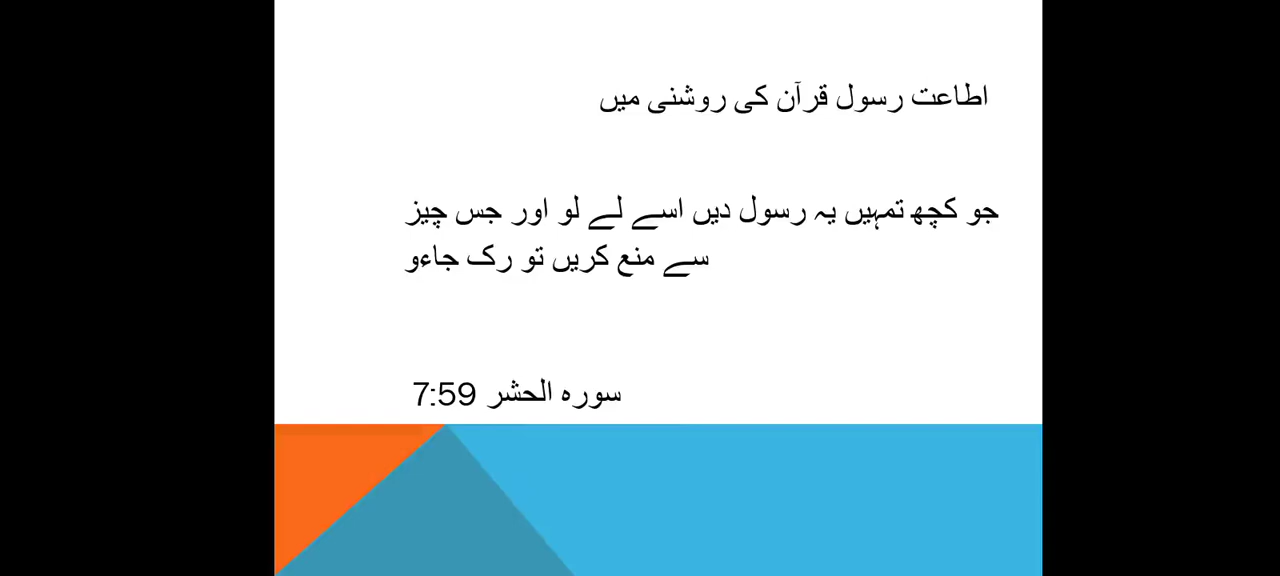 اطاعت رسول قرآن کی روشنی میں
جو کچھ تمہیں یہ رسول دیں اسے لے لو اور جس چیز
سے منع کریں تو رک جاءو
سورہ الحشر 7:59